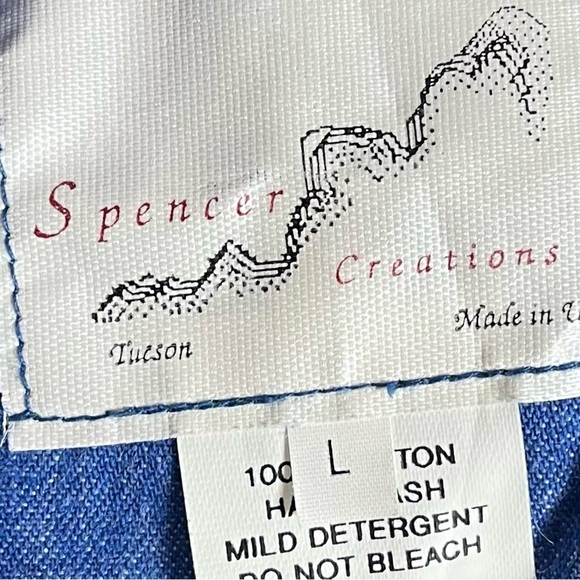 Spencer
Creations
Made in U
Tucson
L
100 TON
HA ASH
MILD DETERGENT
DO NOT BLEACH